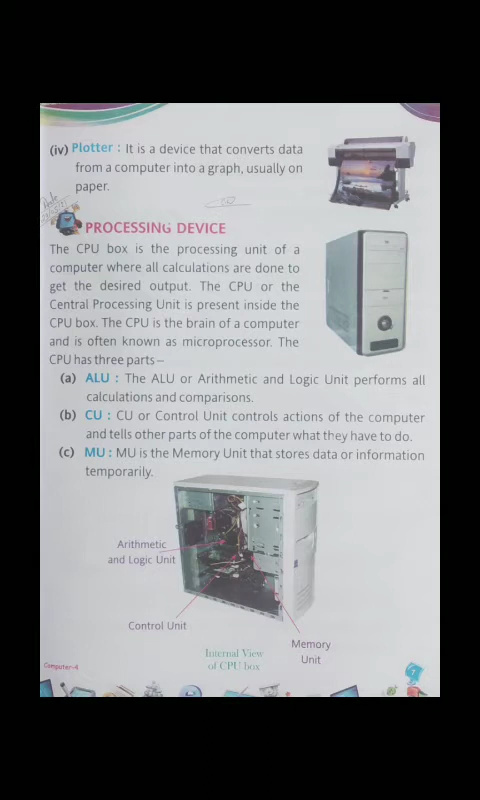 (iv) Plotter : It is a device that converts data
from a computer into a graph, usually on
paper.
PROCESSING DEVICE
The CPU box is the processing unit of a
computer where all calculations are done to
get the desired output. The CPU or the
Central Processing Unit is present inside the
CPU box. The CPU is the brain of a computer
and is often known as microprocessor. The
CPU has three parts –
(a) ALU : The ALU or Arithmetic and Logic Unit performs all
calculations and comparisons.
(b) CU : CU or Control Unit controls actions of the computer
and tells other parts of the computer what they have to do.
(c) MU : MU is the Memory Unit that stores data or information
temporarily.
Arithmetic
and Logic Unit
Control Unit
Memory
Unit
Internal View
of CPU box
Computer-4
7